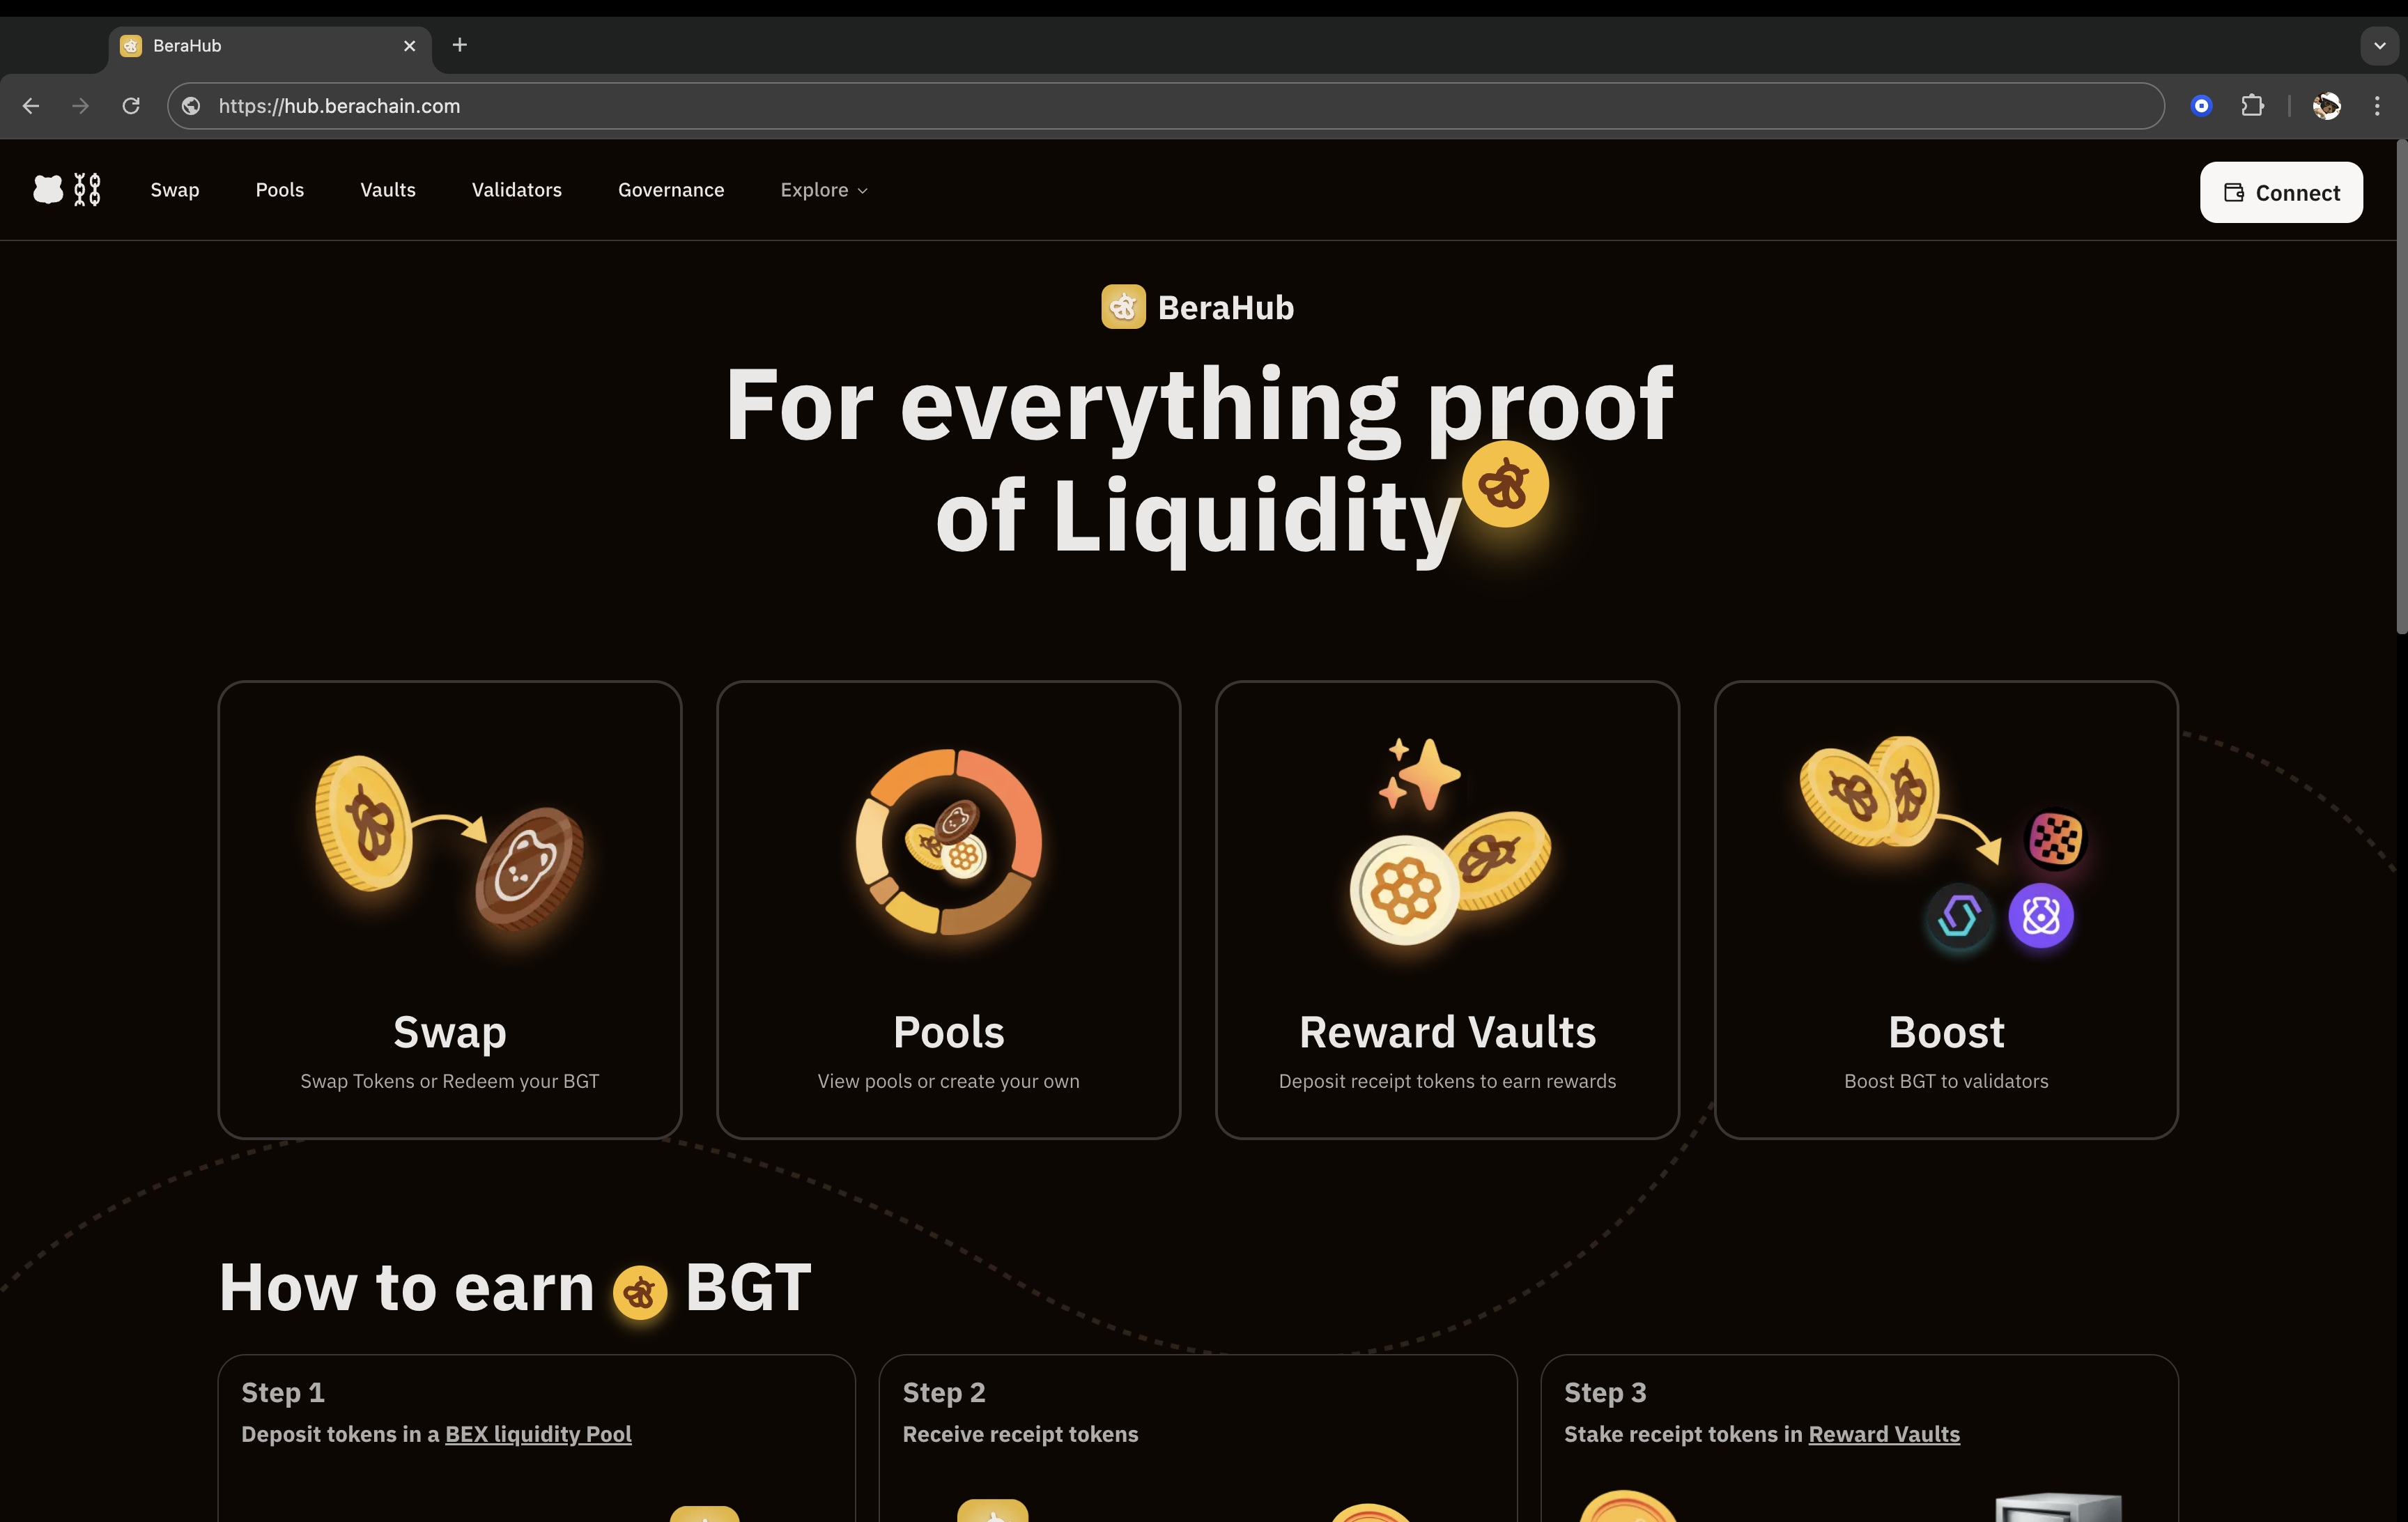 BeraHub
https://hub.berachain.com
Swap Pools Vaults Validators Governance Explore
Connect
BeraHub
For everything proof
of Liquidity
Swap
Swap Tokens or Redeem your BGT
Pools
View pools or create your own
Reward Vaults
Deposit receipt tokens to earn rewards
Boost
Boost BGT to validators
How to earn BGT
Step 1
Deposit tokens in a BEX liquidity Pool
Step 2
Receive receipt tokens
Step 3
Stake receipt tokens in Reward Vaults